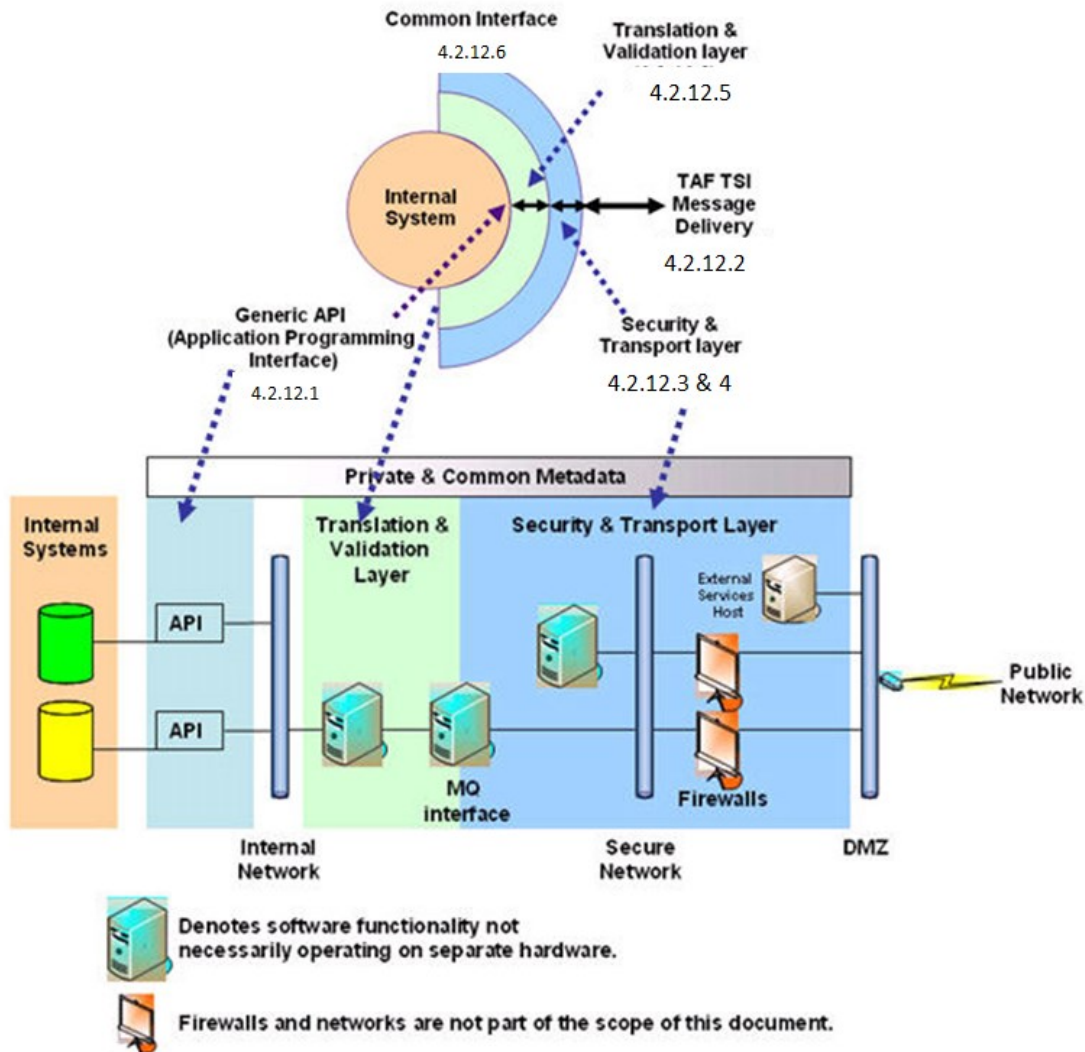 Common Interface
4.2.12.6
Translation &
Validation layer
4.2.12.5
Internal
System
TAF TSI
Message
Delivery
4.2.12.2
Generic API
(Application Programming
Interface)
4.2.12.1
Security &
Transport layer
4.2.12.3 & 4
Private & Common Metadata
Internal
Systems
Translation &
Validation
Layer
Security & Transport Layer
External
Services
Host
API
API
Public
Network
MQ
interface
Firewalls
Internal
Network
Secure
Network
DMZ
Denotes software functionality not
necessarily operating on separate hardware.
Firewalls and networks are not part of the scope of this document.